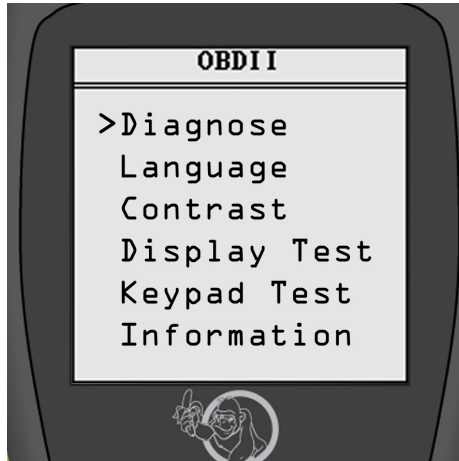 OBDII
>Diagnose
Language
Contrast
Display Test
Keypad Test
Information